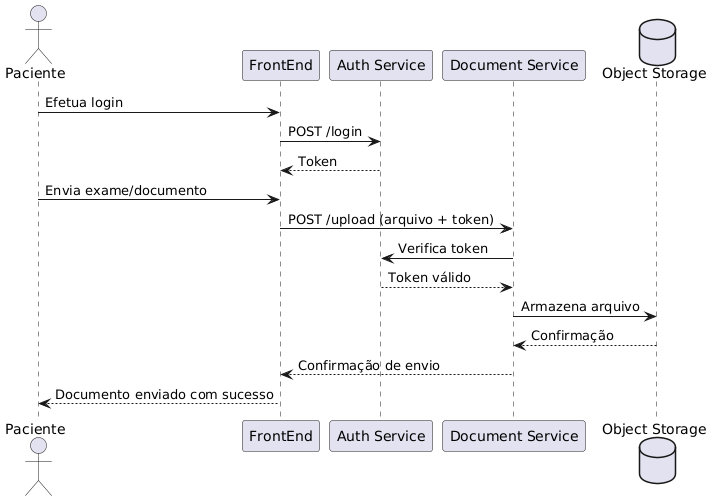 Paciente
FrontEnd
Auth Service
Document Service
Object Storage
Efetua login
POST /login
Token
Envia exame/documento
POST /upload (arquivo + token)
Verifica token
Token válido
Armazena arquivo
Confirmação
Confirmação de envio
Documento enviado com sucesso
Paciente
FrontEnd
Auth Service
Document Service
Object Storage